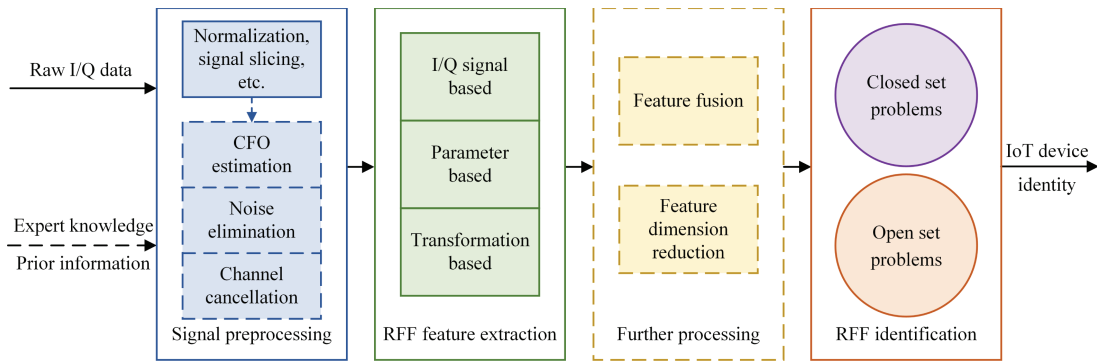 Raw I/Q data
Expert knowledge
Prior information
Normalization,
signal slicing,
etc.
CFO
estimation
Noise
elimination
Channel
cancellation
Signal preprocessing
I/Q signal
based
Parameter
based
Transformation
based
RFF feature extraction
Feature fusion
Feature
dimension
reduction
Further processing
Closed set
problems
Open set
problems
RFF identification
IoT device
identity